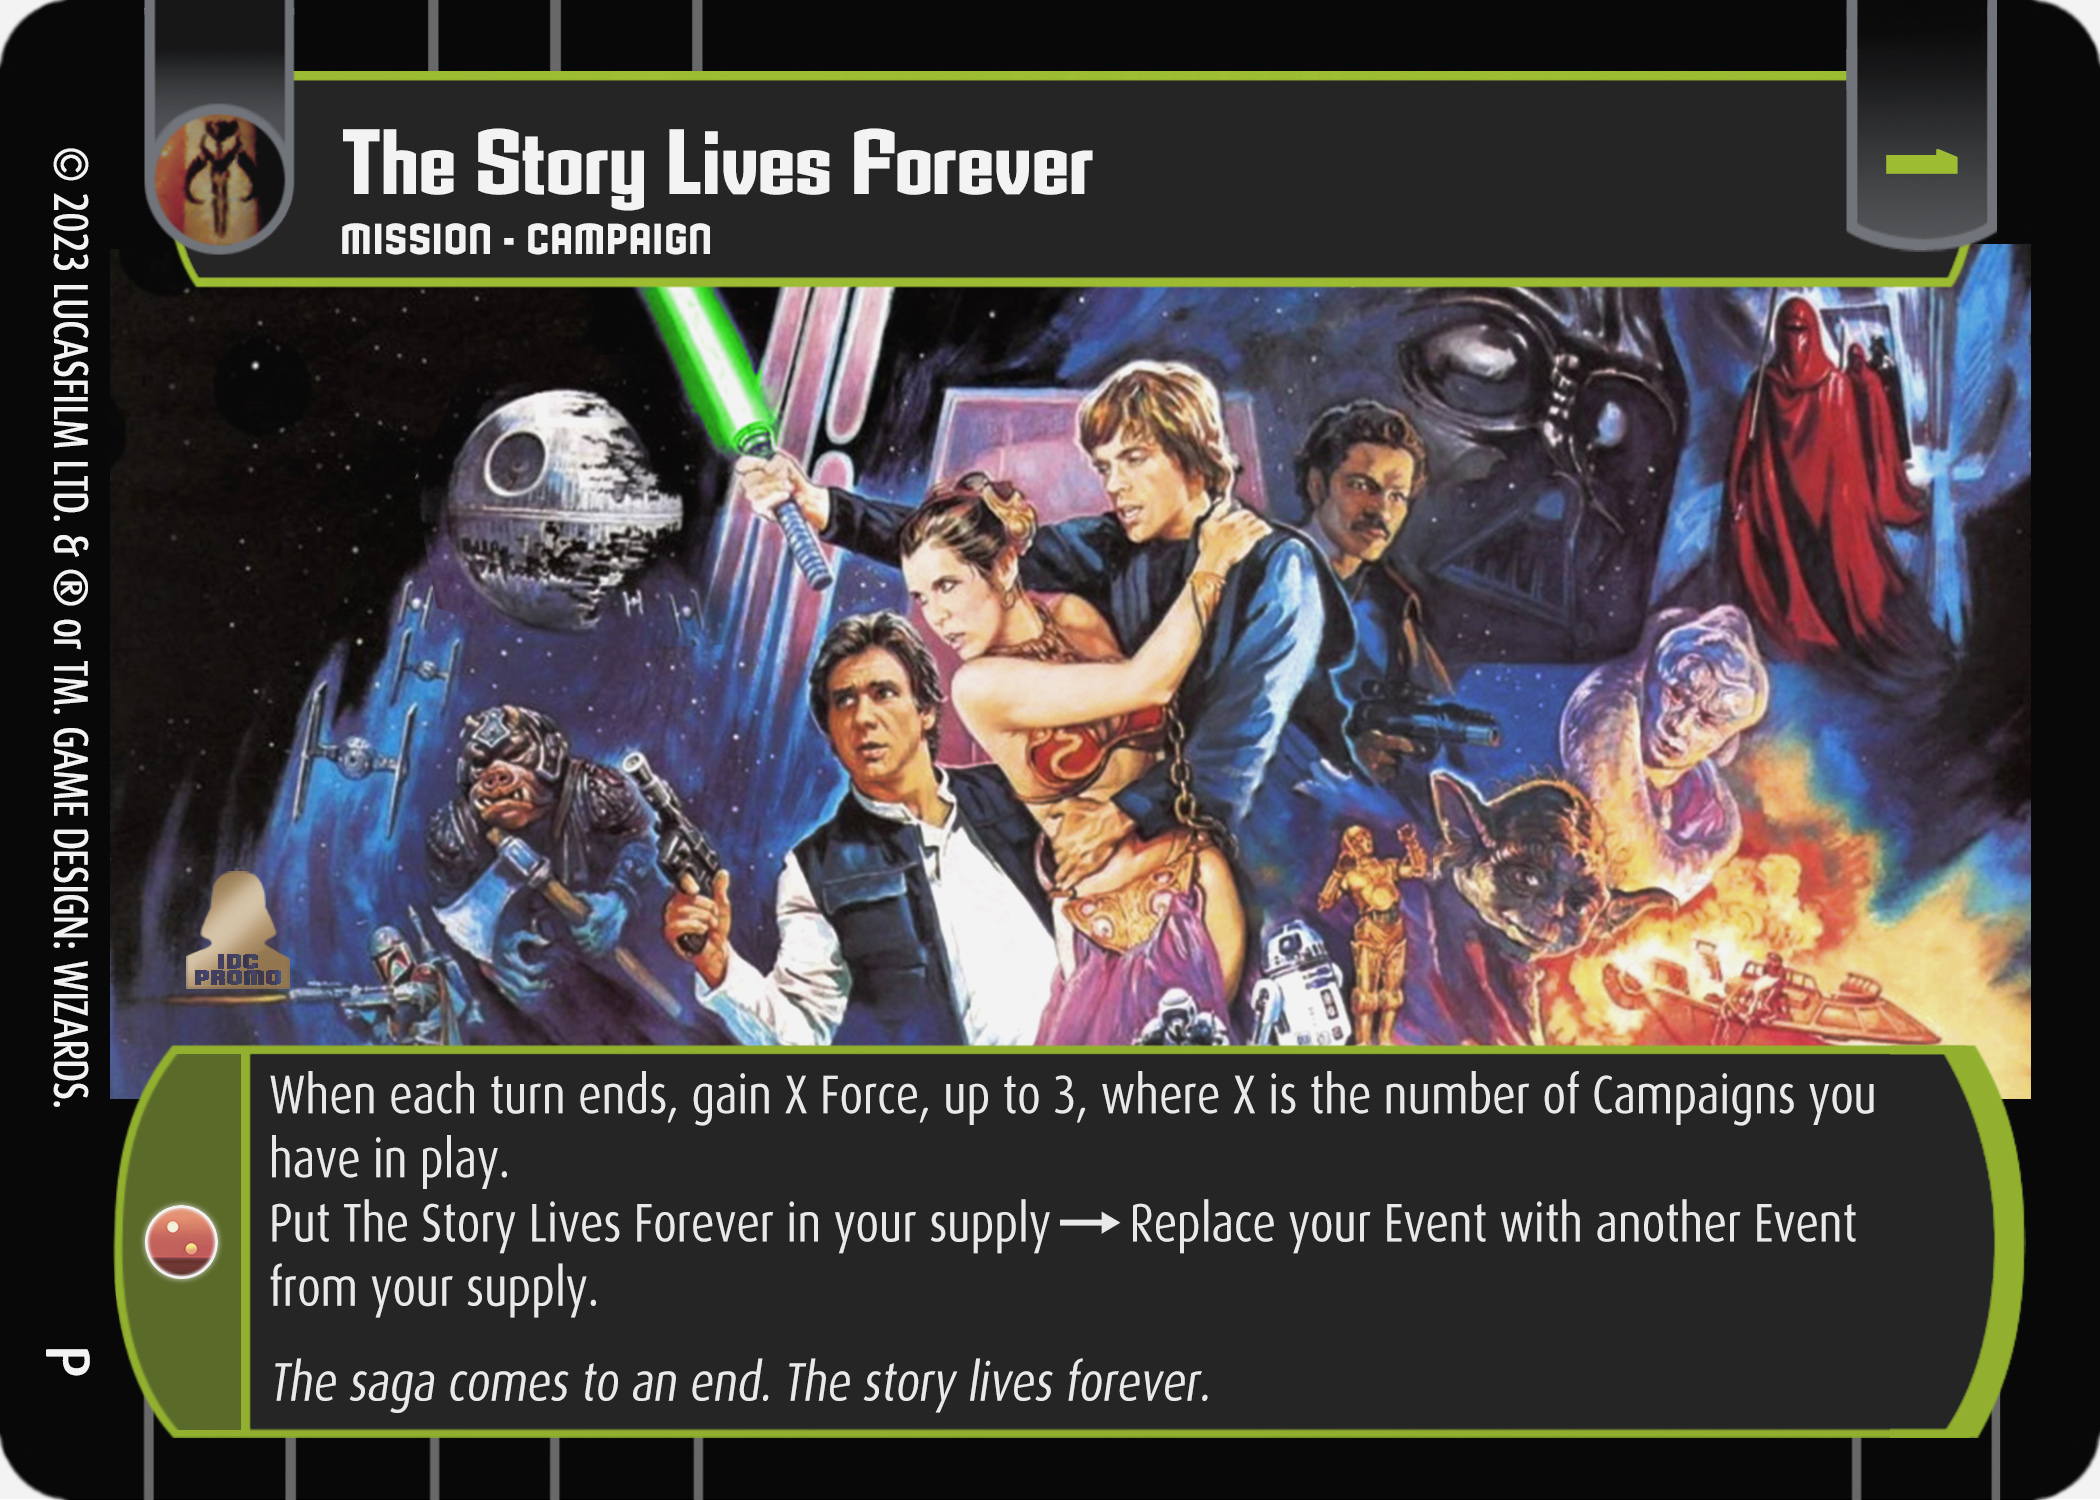 The Story Lives Forever
MISSION - CAMPAIGN
1
© 2023 LUCASFILM LTD. & ® or TM. GAME DESIGN: WIZARDS.
IDC
PROMO
When each turn ends, gain X Force, up to 3, where X is the number of Campaigns you
have in play.
Put The Story Lives Forever in your supply → Replace your Event with another Event
from your supply.
The saga comes to an end. The story lives forever.
P